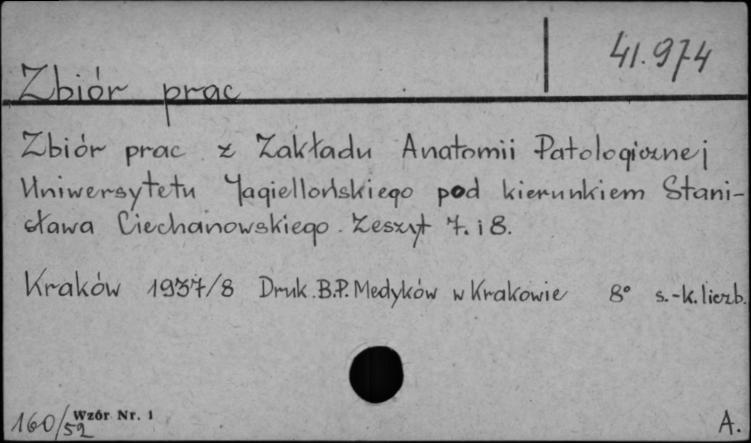 41.974
Zbiór prac
Zbiór prac z Zakładu Anatomii Patologicznej
Uniwersytetu Jagiellońskiego pod kierunkiem Stani-
sława Ciechanowskiego. Zeszyt 7. i 8.
Kraków 1937/8 Druk. B.P. Medyków w Krakowie 8° s.-k. liczb.
160/52 Wzór Nr. 1
A.